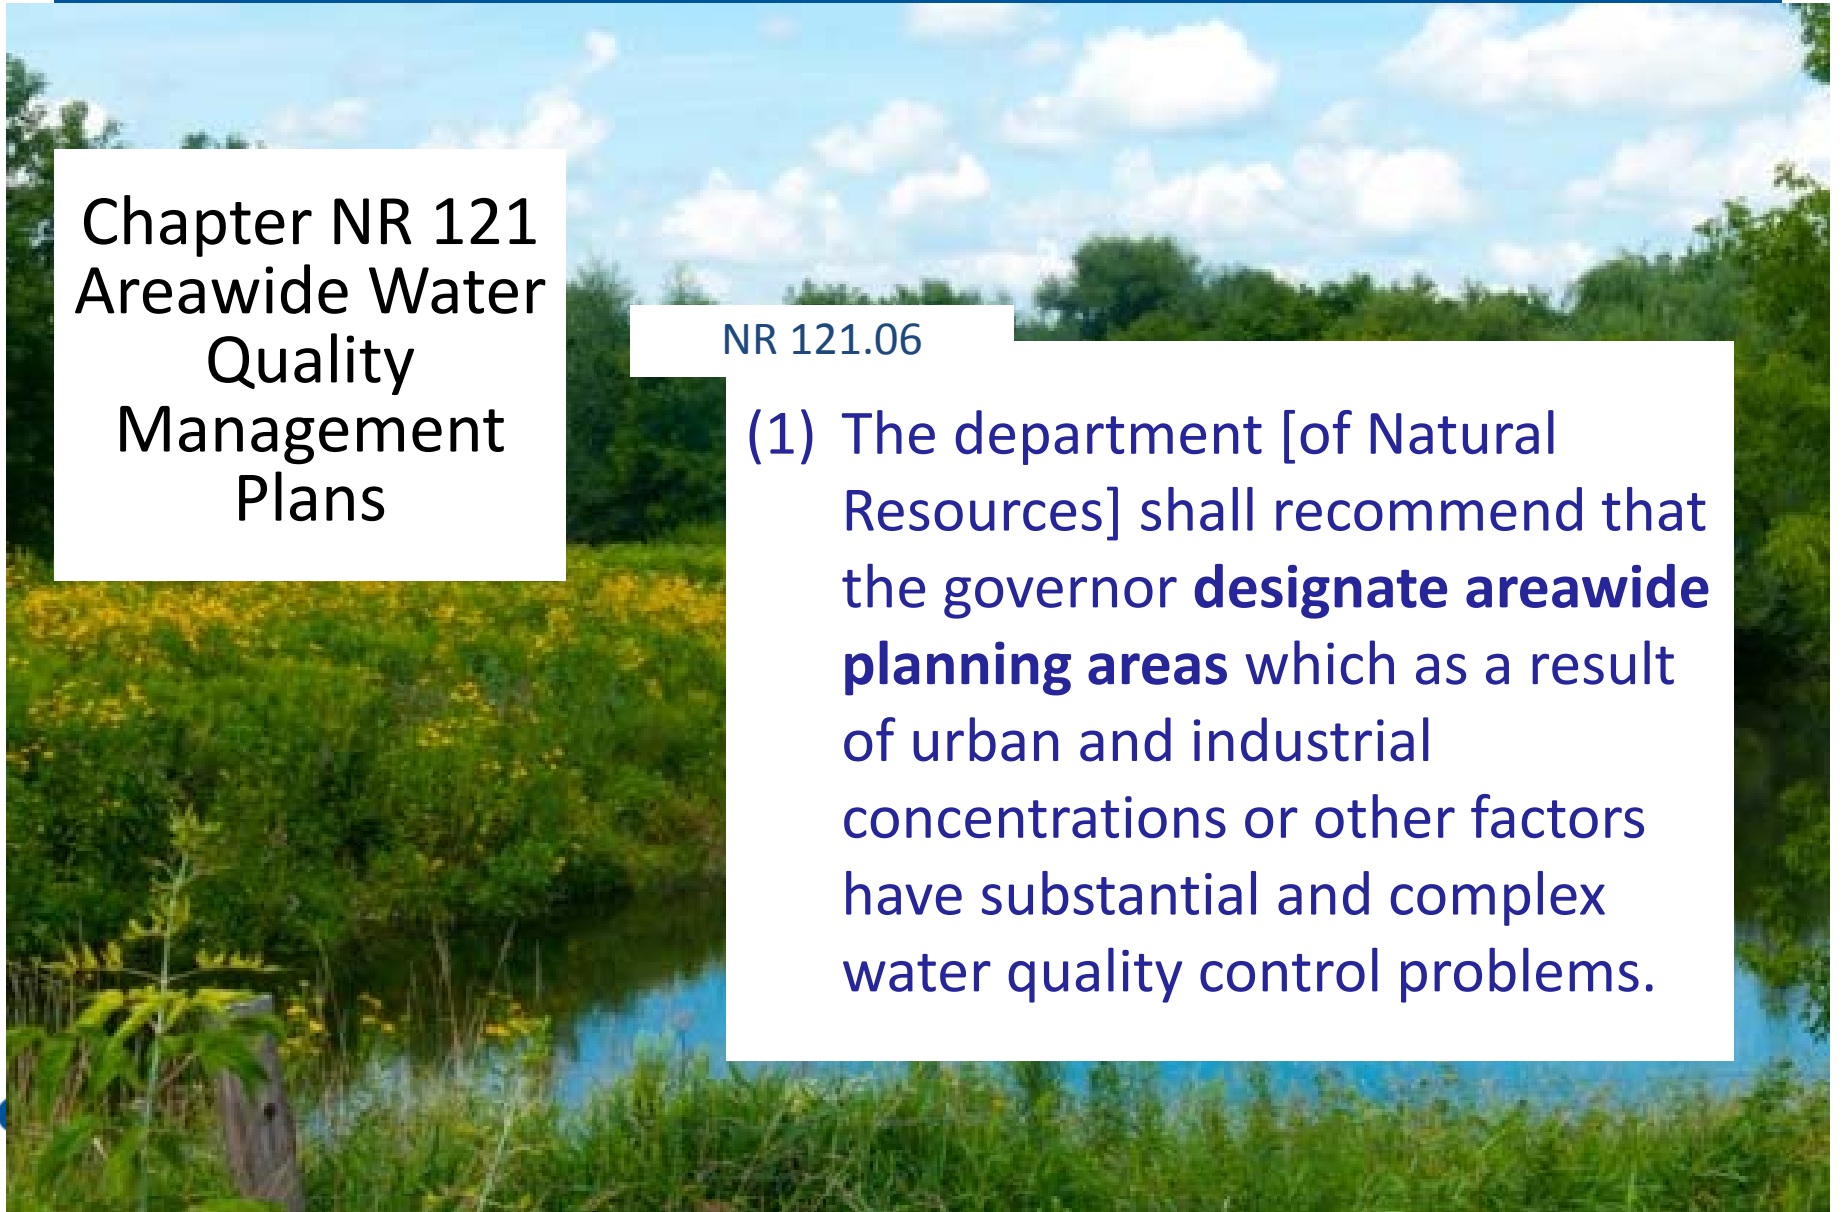 Chapter NR 121
Areawide Water
Quality
Management
Plans
NR 121.06
(1) The department [of Natural
Resources] shall recommend that
the governor designate areawide
planning areas which as a result
of urban and industrial
concentrations or other factors
have substantial and complex
water quality control problems.